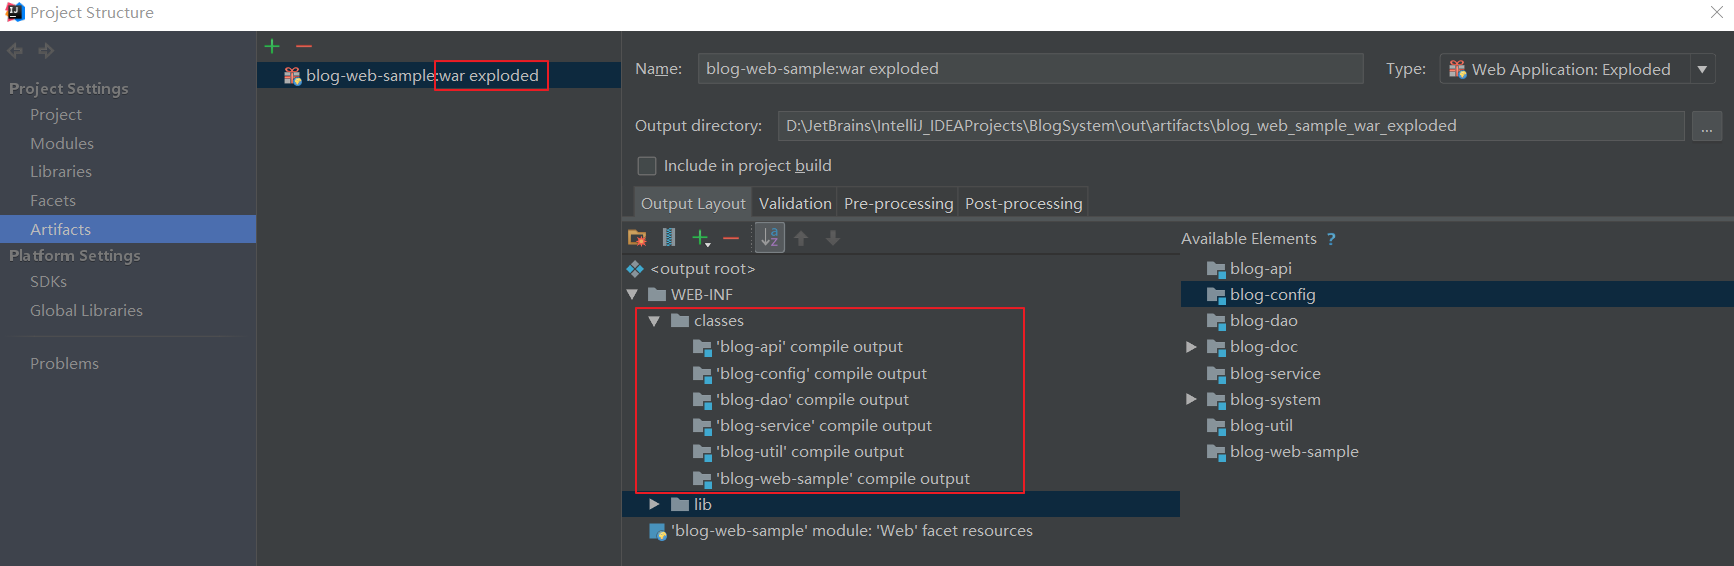 Project Structure
Project Settings
Project
Modules
Libraries
Facets
Artifacts
Platform Settings
SDKs
Global Libraries
Problems
blog-web-sample:war exploded
Name: blog-web-sample:war exploded
Type: Web Application: Exploded
Output directory: D:\JetBrains\IntelliJ_IDEAProjects\BlogSystem\out\artifacts\blog_web_sample_war_exploded ...
Include in project build
Output Layout Validation Pre-processing Post-processing
<output root>
WEB-INF
classes
'blog-api' compile output
'blog-config' compile output
'blog-dao' compile output
'blog-service' compile output
'blog-util' compile output
'blog-web-sample' compile output
lib
'blog-web-sample' module: 'Web' facet resources
Available Elements ?
blog-api
blog-config
blog-dao
blog-doc
blog-service
blog-system
blog-util
blog-web-sample